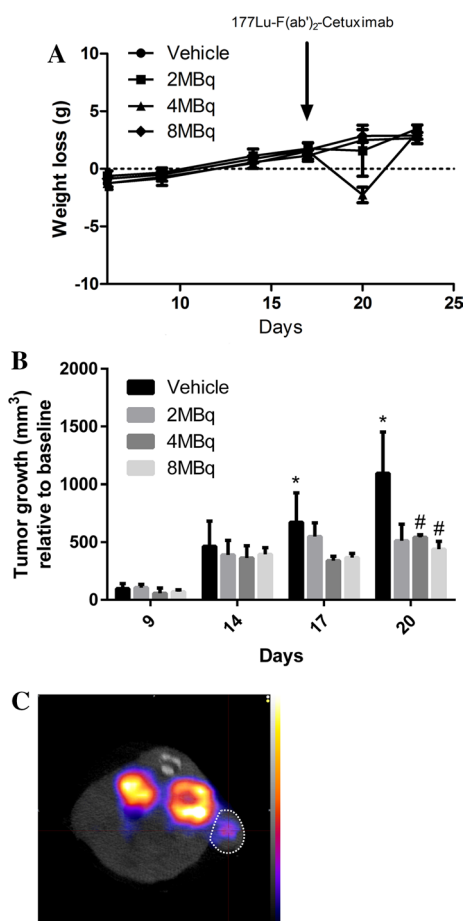 177Lu-F(ab')₂-Cetuximab
A
Vehicle
2MBq
4MBq
8MBq
Weight loss (g)
10
5
0
-5
-10
10
15
20
25
Days
B
Vehicle
2MBq
4MBq
8MBq
Tumor growth (mm³)
relative to baseline
2000
1500
1000
500
0
*
*
#
#
9
14
17
20
Days
C